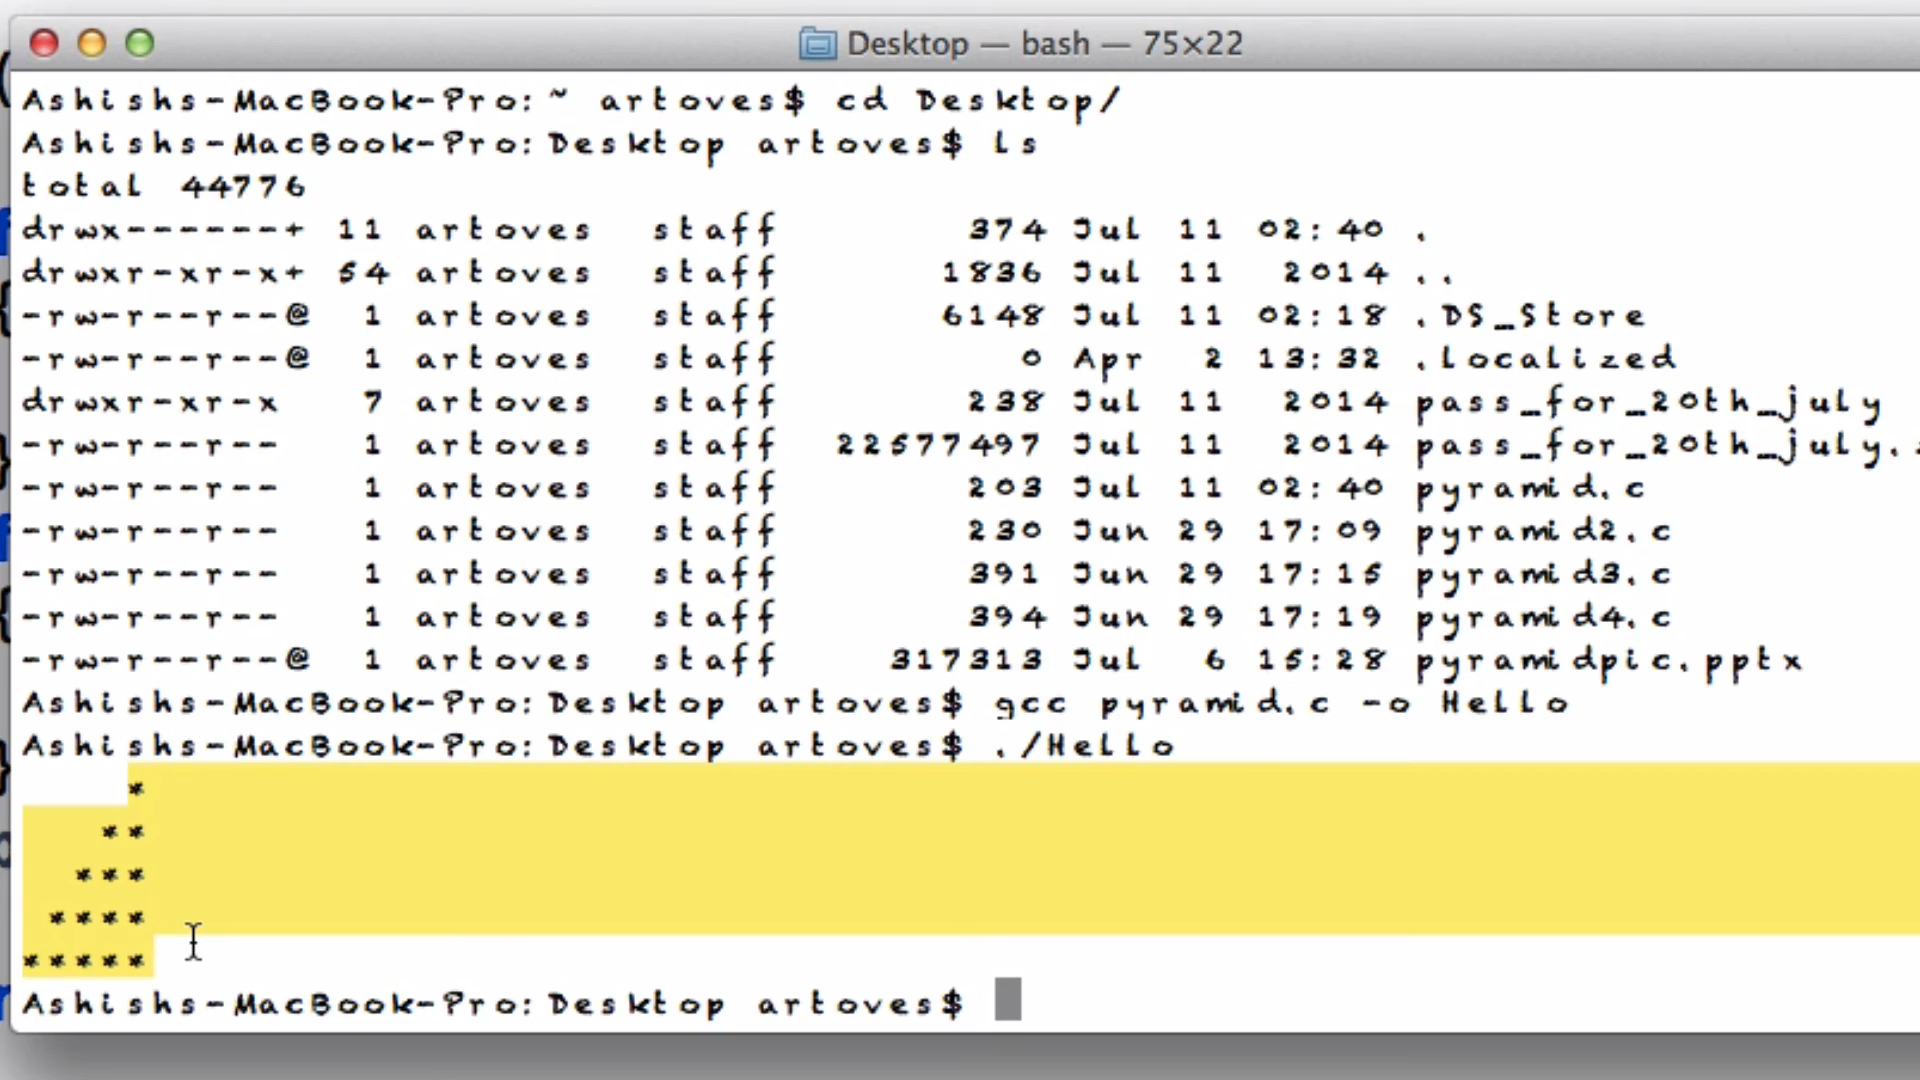 Desktop — bash — 75×22
Ashishs-MacBook-Pro:~ artoves$ cd Desktop/
Ashishs-MacBook-Pro:Desktop artoves$ ls
total 44776
drwx------+ 11 artoves  staff       374 Jul 11 02:40 .
drwxr-xr-x+ 54 artoves  staff      1836 Jul 11  2014 ..
-rw-r--r--@  1 artoves  staff      6148 Jul 11 02:18 .DS_Store
-rw-r--r--@  1 artoves  staff         0 Apr  2 13:32 .localized
drwxr-xr-x   7 artoves  staff       238 Jul 11  2014 pass_for_20th_july
-rw-r--r--   1 artoves  staff  22577497 Jul 11  2014 pass_for_20th_july.
-rw-r--r--   1 artoves  staff       203 Jul 11 02:40 pyramid.c
-rw-r--r--   1 artoves  staff       230 Jun 29 17:09 pyramid2.c
-rw-r--r--   1 artoves  staff       391 Jun 29 17:15 pyramid3.c
-rw-r--r--   1 artoves  staff       394 Jun 29 17:19 pyramid4.c
-rw-r--r--@  1 artoves  staff    317313 Jul  6 15:28 pyramidpic.pptx
Ashishs-MacBook-Pro:Desktop artoves$ gcc pyramid.c -o Hello
Ashishs-MacBook-Pro:Desktop artoves$ ./Hello
    *
   **
  ***
 ****
*****
Ashishs-MacBook-Pro:Desktop artoves$